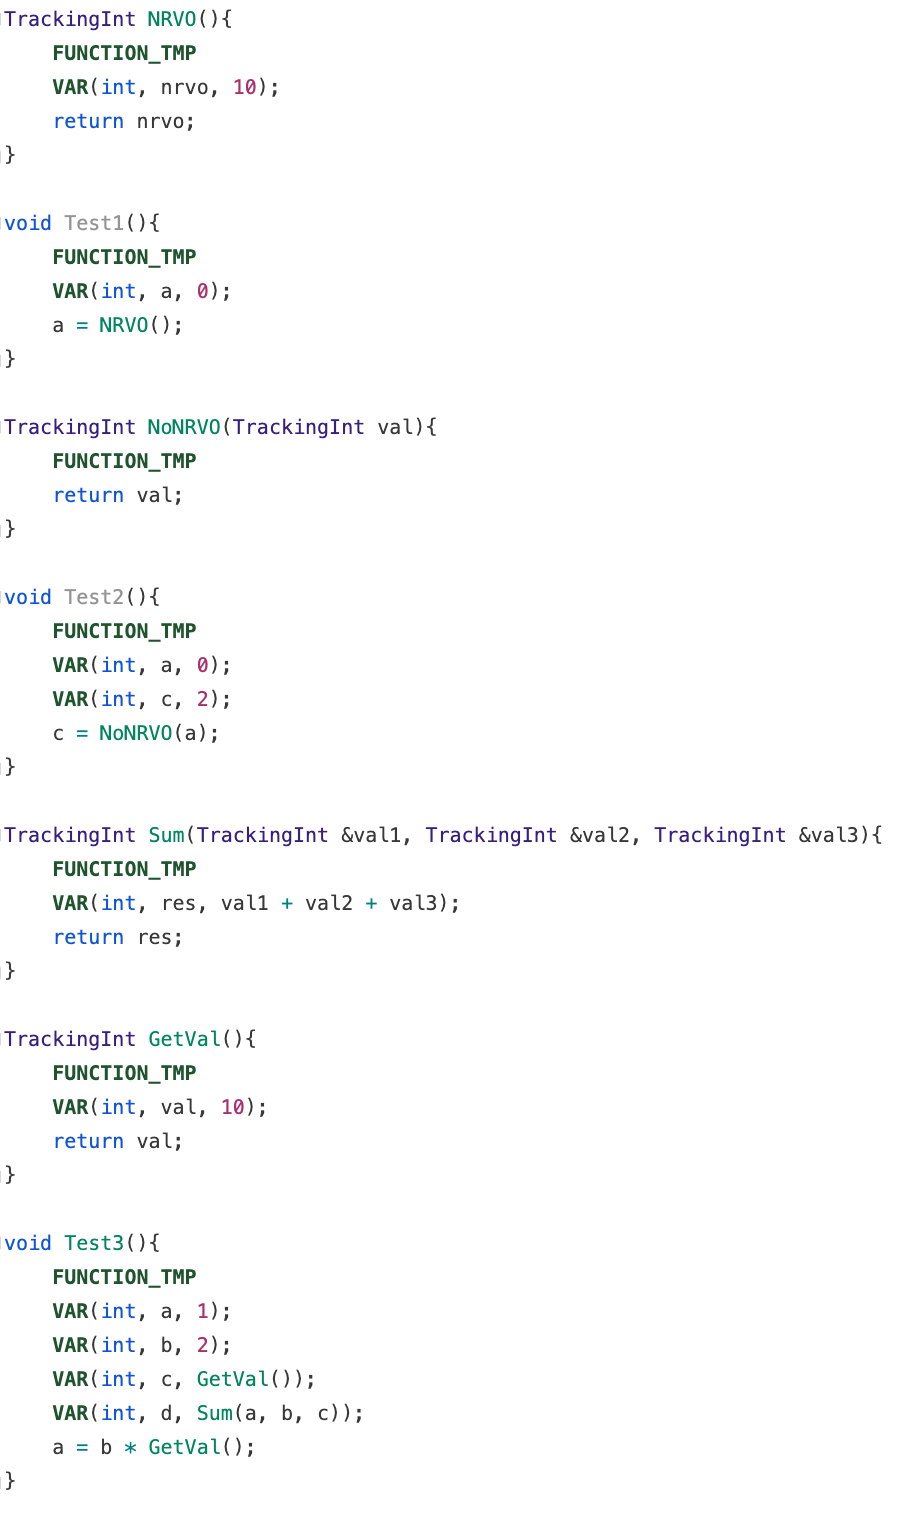 TrackingInt NRVO(){
    FUNCTION_TMP
    VAR(int, nrvo, 10);
    return nrvo;
}

void Test1(){
    FUNCTION_TMP
    VAR(int, a, 0);
    a = NRVO();
}

TrackingInt NoNRVO(TrackingInt val){
    FUNCTION_TMP
    return val;
}

void Test2(){
    FUNCTION_TMP
    VAR(int, a, 0);
    VAR(int, c, 2);
    c = NoNRVO(a);
}

TrackingInt Sum(TrackingInt &val1, TrackingInt &val2, TrackingInt &val3){
    FUNCTION_TMP
    VAR(int, res, val1 + val2 + val3);
    return res;
}

TrackingInt GetVal(){
    FUNCTION_TMP
    VAR(int, val, 10);
    return val;
}

void Test3(){
    FUNCTION_TMP
    VAR(int, a, 1);
    VAR(int, b, 2);
    VAR(int, c, GetVal());
    VAR(int, d, Sum(a, b, c));
    a = b * GetVal();
}